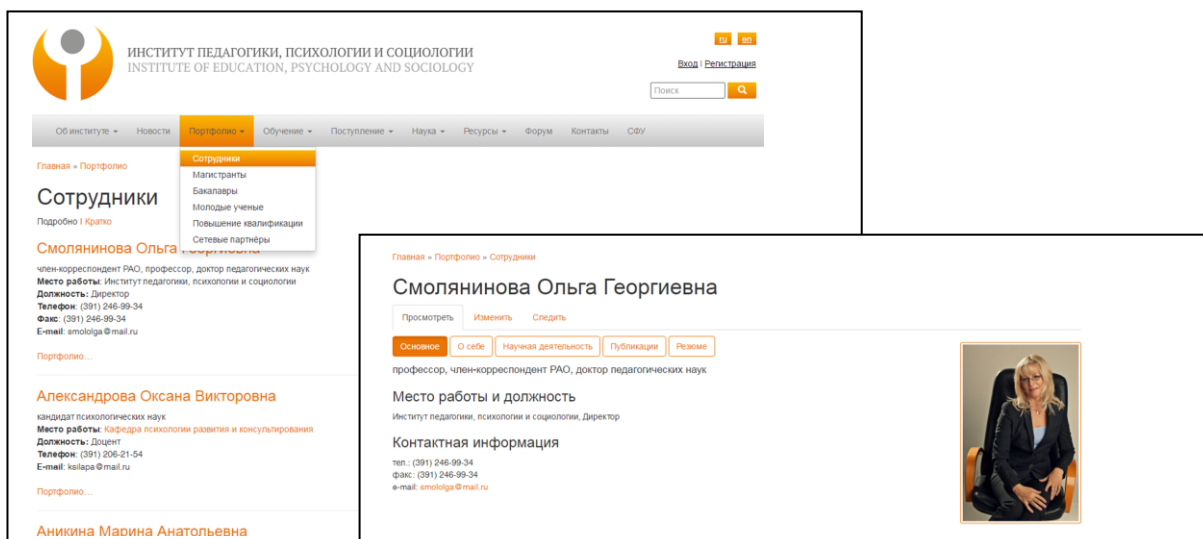 ИНСТИТУТ ПЕДАГОГИКИ, ПСИХОЛОГИИ И СОЦИОЛОГИИ
INSTITUTE OF EDUCATION, PSYCHOLOGY AND SOCIOLOGY
ru en
Вход | Регистрация
Поиск
Об институте Новости Портфолио Обучение Поступление Наука Ресурсы Форум Контакты СФУ
Сотрудники
Магистранты
Бакалавры
Молодые ученые
Повышение квалификации
Сетевые партнёры
Главная » Портфолио
Сотрудники
Подробно | Кратко
Смолянинова Ольга Георгиевна
член-корреспондент РАО, профессор, доктор педагогических наук
Место работы: Институт педагогики, психологии и социологии
Должность: Директор
Телефон: (391) 246-99-34
Факс: (391) 246-99-34
E-mail: smololga@mail.ru
Портфолио...
Александрова Оксана Викторовна
кандидат психологических наук
Место работы: Кафедра психологии развития и консультирования
Должность: Доцент
Телефон: (391) 206-21-54
E-mail: ksilapa@mail.ru
Портфолио...
Аникина Марина Анатольевна
Главная » Портфолио » Сотрудники
Смолянинова Ольга Георгиевна
Просмотреть Изменить Следить
Основное О себе Научная деятельность Публикации Резюме
профессор, член-корреспондент РАО, доктор педагогических наук
Место работы и должность
Институт педагогики, психологии и социологии, Директор
Контактная информация
тел.: (391) 246-99-34
факс: (391) 246-99-34
e-mail: smololga@mail.ru